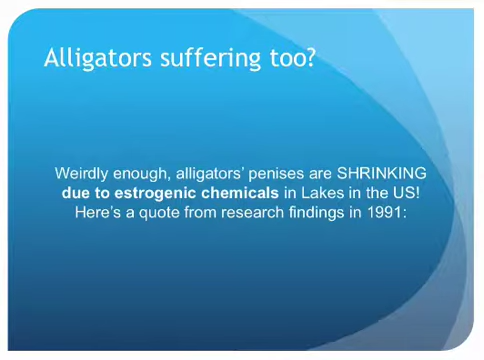 Alligators suffering too?
Weirdly enough, alligators’ penises are SHRINKING
due to estrogenic chemicals in Lakes in the US!
Here’s a quote from research findings in 1991: